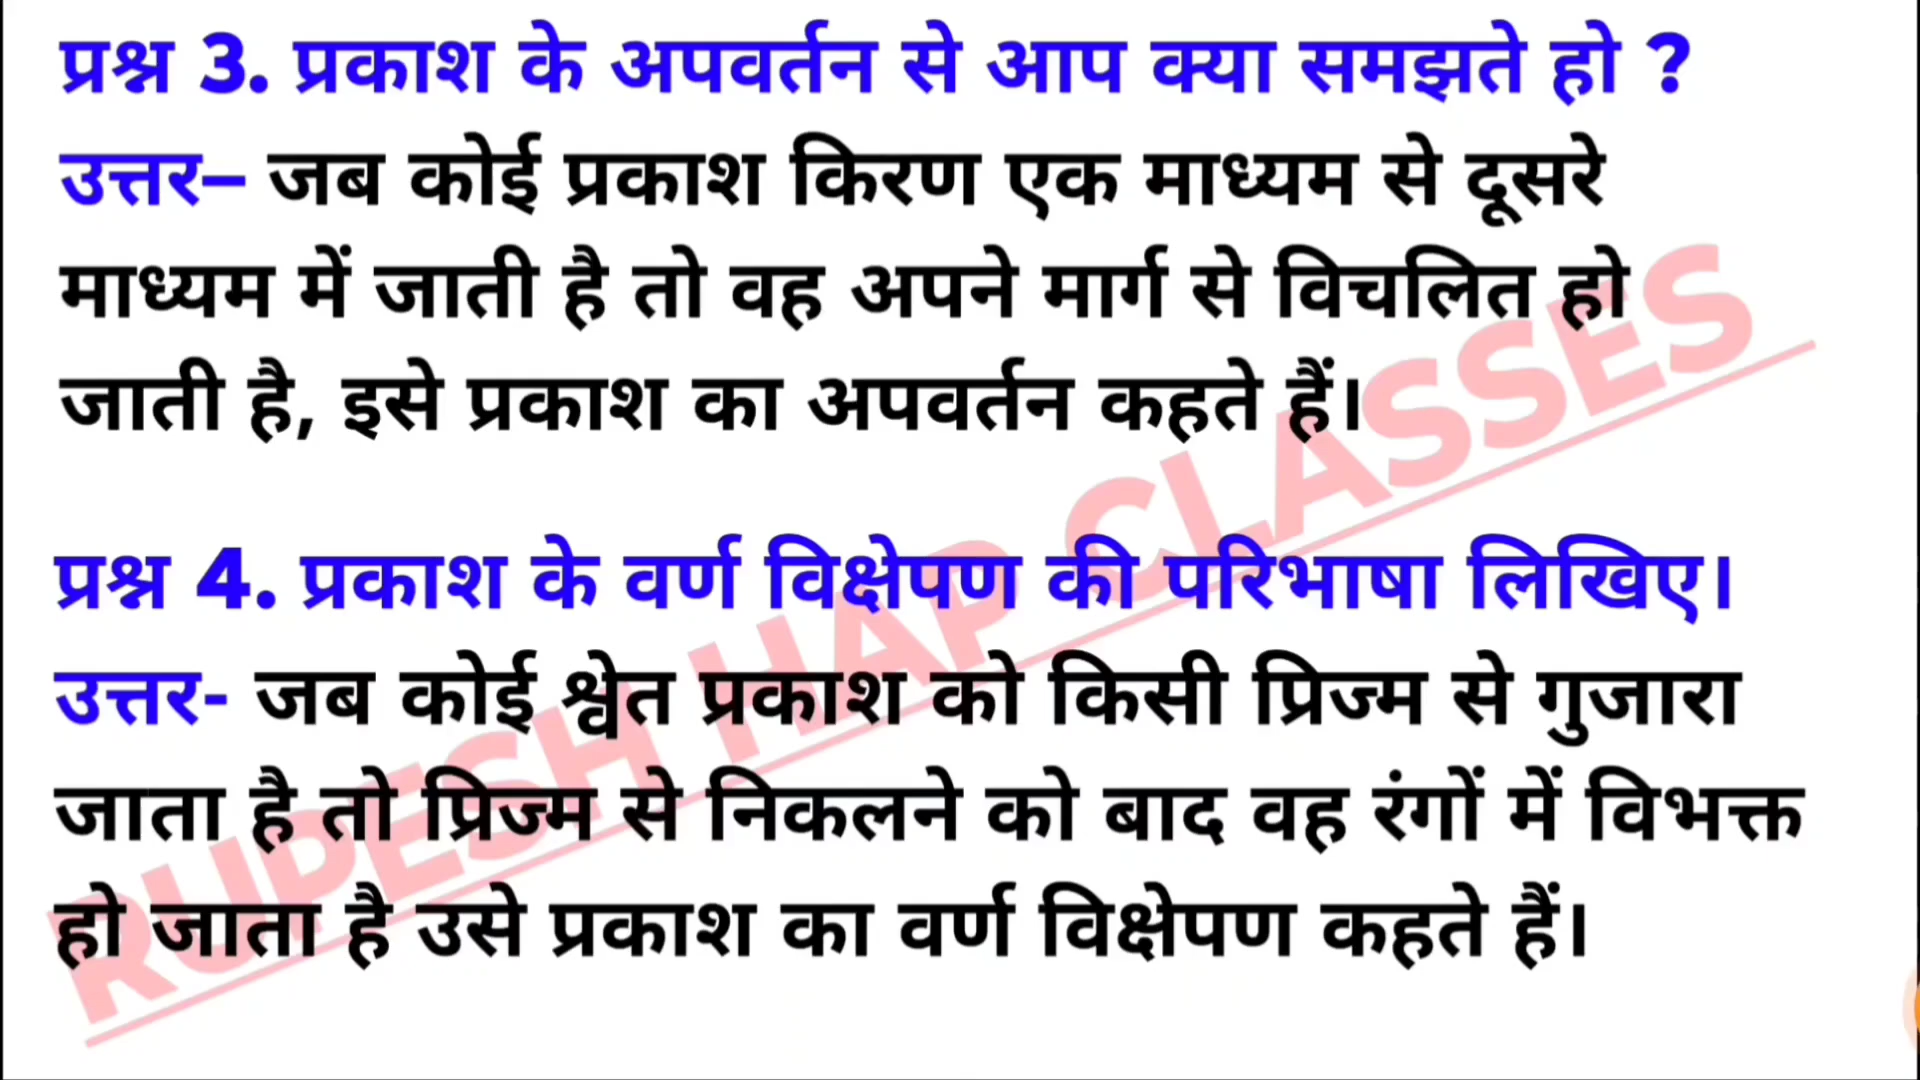 प्रश्न 3. प्रकाश के अपवर्तन से आप क्या समझते हो ?
उत्तर– जब कोई प्रकाश किरण एक माध्यम से दूसरे
माध्यम में जाती है तो वह अपने मार्ग से विचलित हो
जाती है, इसे प्रकाश का अपवर्तन कहते हैं।
प्रश्न 4. प्रकाश के वर्ण विक्षेपण की परिभाषा लिखिए।
उत्तर- जब कोई श्वेत प्रकाश को किसी प्रिज्म से गुजारा
जाता है तो प्रिज्म से निकलने को बाद वह रंगों में विभक्त
हो जाता है उसे प्रकाश का वर्ण विक्षेपण कहते हैं।
RUPESH HAP CLASSES